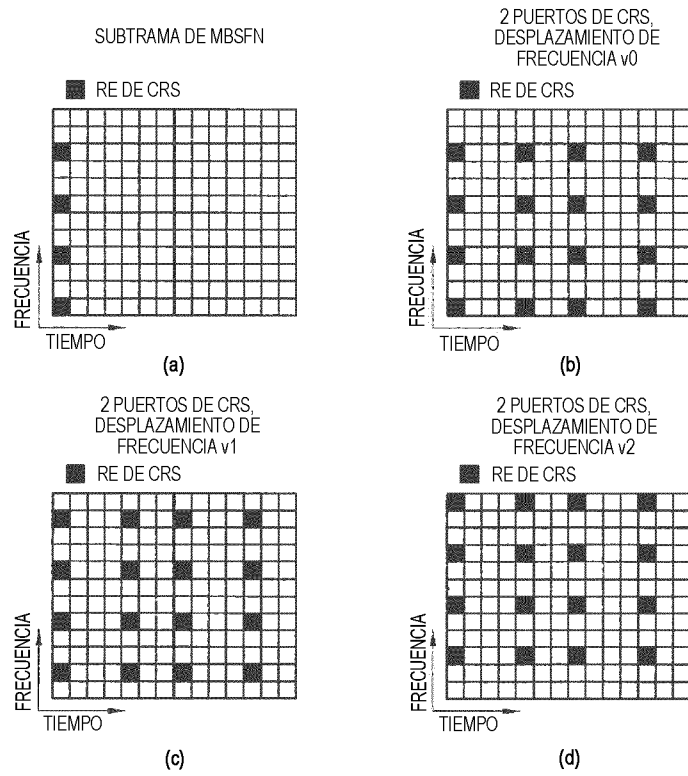 SUBTRAMA DE MBSFN
RE DE CRS
FRECUENCIA
TIEMPO
(a)
2 PUERTOS DE CRS,
DESPLAZAMIENTO DE
FRECUENCIA v0
RE DE CRS
FRECUENCIA
TIEMPO
(b)
2 PUERTOS DE CRS,
DESPLAZAMIENTO DE
FRECUENCIA v1
RE DE CRS
FRECUENCIA
TIEMPO
(c)
2 PUERTOS DE CRS,
DESPLAZAMIENTO DE
FRECUENCIA v2
RE DE CRS
FRECUENCIA
TIEMPO
(d)